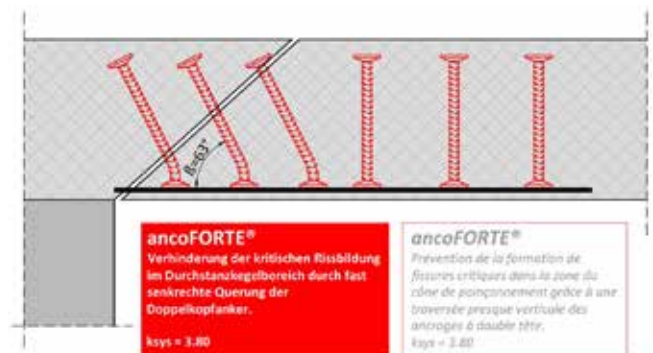 ß=63°
ancoFORTE®
Verhinderung der kritischen Rissbildung
im Durchstanzkegelbereich durch fast
senkrechte Querung der
Doppelkopfanker.
ksys = 3.80
ancoFORTE®
Prévention de la formation de
fissures critiques dans la zone du
cône de poinçonnement grâce à une
traversée presque verticale des
ancrages à double tête.
ksys = 3.80